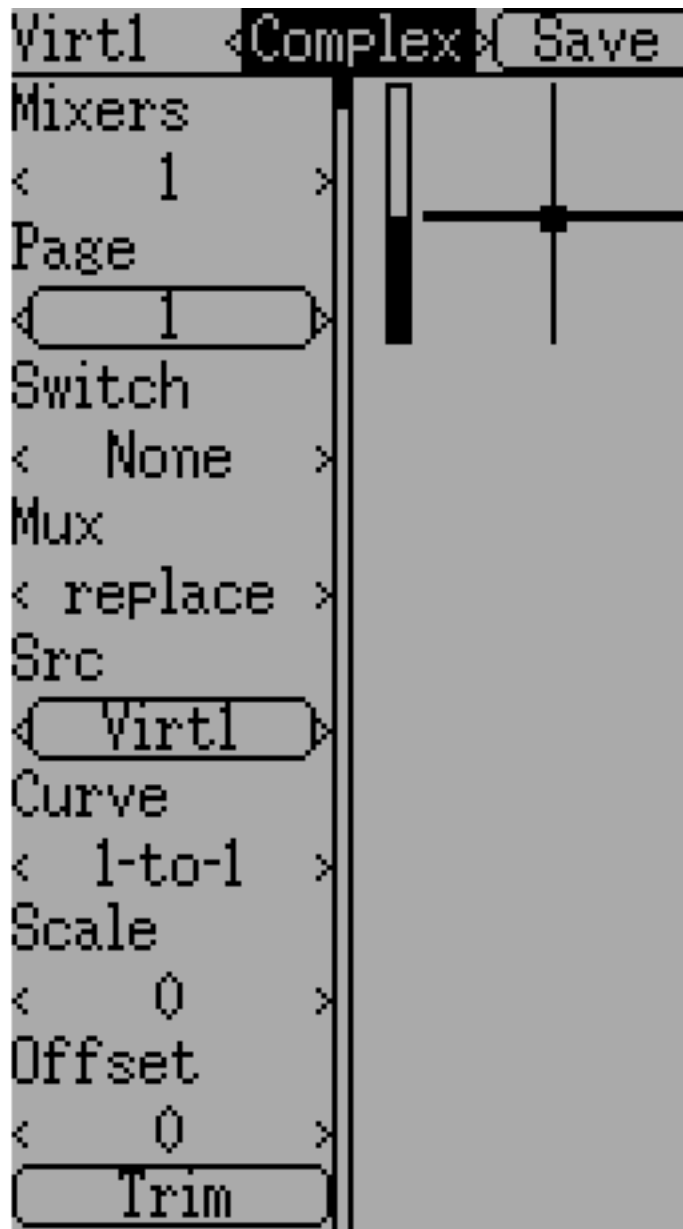 Virt1 <Complex> Save
Mixers
< 1 >
Page
< 1 >
Switch
< None >
Mux
< replace >
Src
< Virt1 >
Curve
< 1-to-1 >
Scale
< 0 >
Offset
< 0 >
Trim